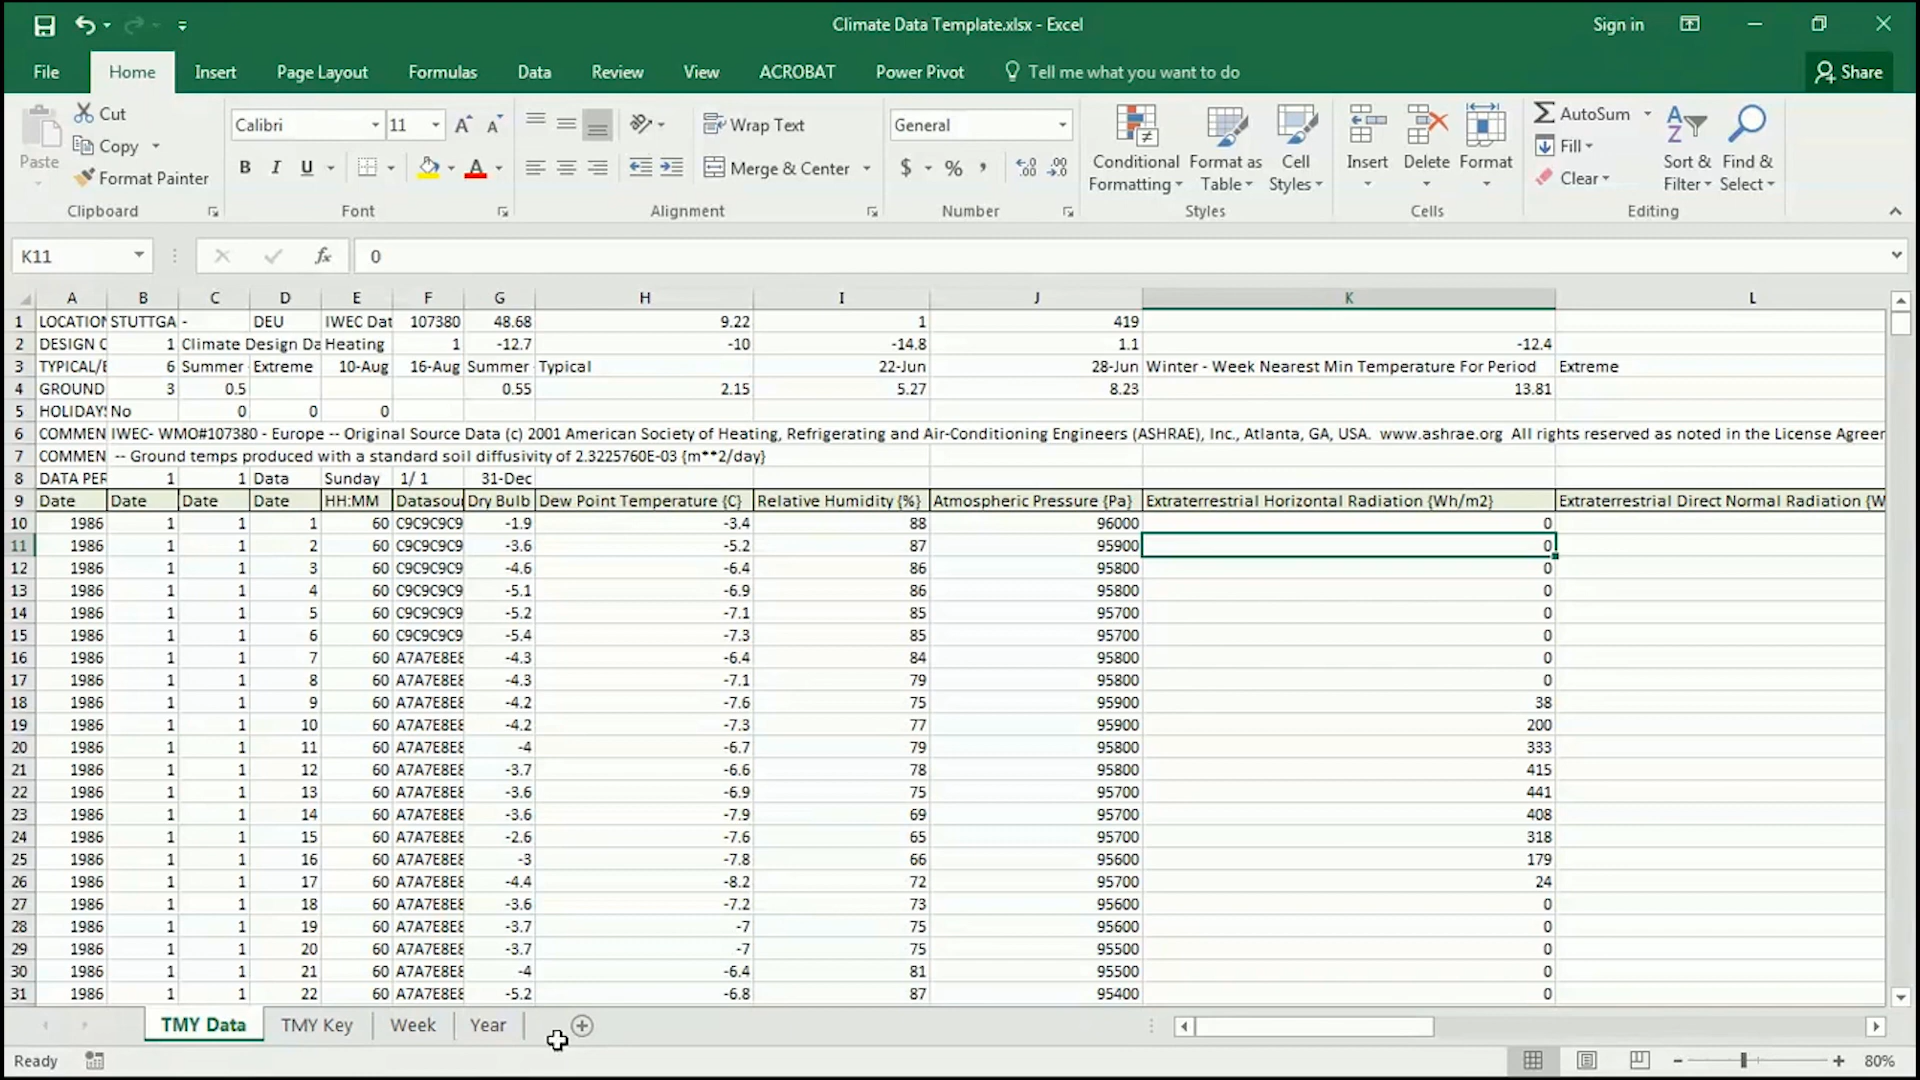 Climate Data Template.xlsx - Excel
Sign in
File Home Insert Page Layout Formulas Data Review View ACROBAT Power Pivot Tell me what you want to do Share
Paste Cut Copy Format Painter
Clipboard
Calibri 11
B I U A
Font
Wrap Text
Merge & Center
Alignment
General
$ % ,
Number
Conditional Formatting Format as Table Cell Styles
Styles
Insert Delete Format
Cells
AutoSum Fill Clear
Sort & Filter Find & Select
Editing
K11 fx 0
A B C D E F G H I J K L
1 LOCATION STUTTGA - DEU IWEC Dat 107380 48.68 9.22 1 419
2 DESIGN C 1 Climate Design Da Heating 1 -12.7 -10 -14.8 1.1 -12.4
3 TYPICAL/E 6 Summer Extreme 10-Aug 16-Aug Summer Typical 22-Jun 28-Jun Winter - Week Nearest Min Temperature For Period Extreme
4 GROUND 3 0.5 0.55 2.15 5.27 8.23 13.81
5 HOLIDAYS No 0 0 0
6 COMMEN IWEC- WMO#107380 - Europe -- Original Source Data (c) 2001 American Society of Heating, Refrigerating and Air-Conditioning Engineers (ASHRAE), Inc., Atlanta, GA, USA. www.ashrae.org All rights reserved as noted in the License Agreer
7 COMMEN -- Ground temps produced with a standard soil diffusivity of 2.3225760E-03 {m**2/day}
8 DATA PER 1 1 Data Sunday 1/ 1 31-Dec
9 Date Date Date Date HH:MM Datasou Dry Bulb Dew Point Temperature {C} Relative Humidity {%} Atmospheric Pressure {Pa} Extraterrestrial Horizontal Radiation {Wh/m2} Extraterrestrial Direct Normal Radiation {W
10 1986 1 1 1 60 C9C9C9C9 -1.9 -3.4 88 96000 0
11 1986 1 1 2 60 C9C9C9C9 -3.6 -5.2 87 95900 0
12 1986 1 1 3 60 C9C9C9C9 -4.6 -6.4 86 95800 0
13 1986 1 1 4 60 C9C9C9C9 -5.1 -6.9 86 95800 0
14 1986 1 1 5 60 C9C9C9C9 -5.2 -7.1 85 95700 0
15 1986 1 1 6 60 C9C9C9C9 -5.4 -7.3 85 95700 0
16 1986 1 1 7 60 A7A7E8E8 -4.3 -6.4 84 95800 0
17 1986 1 1 8 60 A7A7E8E8 -4.3 -7.1 79 95800 0
18 1986 1 1 9 60 A7A7E8E8 -4.2 -7.6 75 95900 38
19 1986 1 1 10 60 A7A7E8E8 -4.2 -7.3 77 95900 200
20 1986 1 1 11 60 A7A7E8E8 -4 -6.7 79 95800 333
21 1986 1 1 12 60 A7A7E8E8 -3.7 -6.6 78 95800 415
22 1986 1 1 13 60 A7A7E8E8 -3.6 -6.9 75 95700 441
23 1986 1 1 14 60 A7A7E8E8 -3.6 -7.9 69 95700 408
24 1986 1 1 15 60 A7A7E8E8 -2.6 -7.6 65 95700 318
25 1986 1 1 16 60 A7A7E8E8 -3 -7.8 66 95600 179
26 1986 1 1 17 60 A7A7E8E8 -4.4 -8.2 72 95700 24
27 1986 1 1 18 60 A7A7E8E8 -3.6 -7.2 73 95600 0
28 1986 1 1 19 60 A7A7E8E8 -3.7 -7 75 95600 0
29 1986 1 1 20 60 A7A7E8E8 -3.7 -7 75 95500 0
30 1986 1 1 21 60 A7A7E8E8 -4 -6.4 81 95500 0
31 1986 1 1 22 60 A7A7E8E8 -5.2 -6.8 87 95400 0
TMY Data TMY Key Week Year
Ready 80%